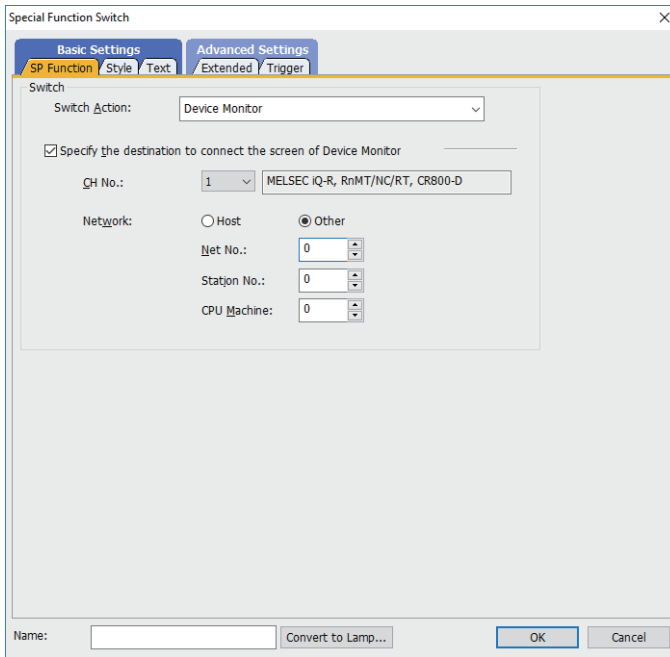 Special Function Switch
Basic Settings Advanced Settings
SP Function Style Text Extended Trigger
Switch
Switch Action: Device Monitor
Specify the destination to connect the screen of Device Monitor
CH No.: 1 MELSEC iQ-R, RnMT/NC/RT, CR800-D
Network: Host Other
Net No.: 0
Station No.: 0
CPU Machine: 0
Name: Convert to Lamp... OK Cancel